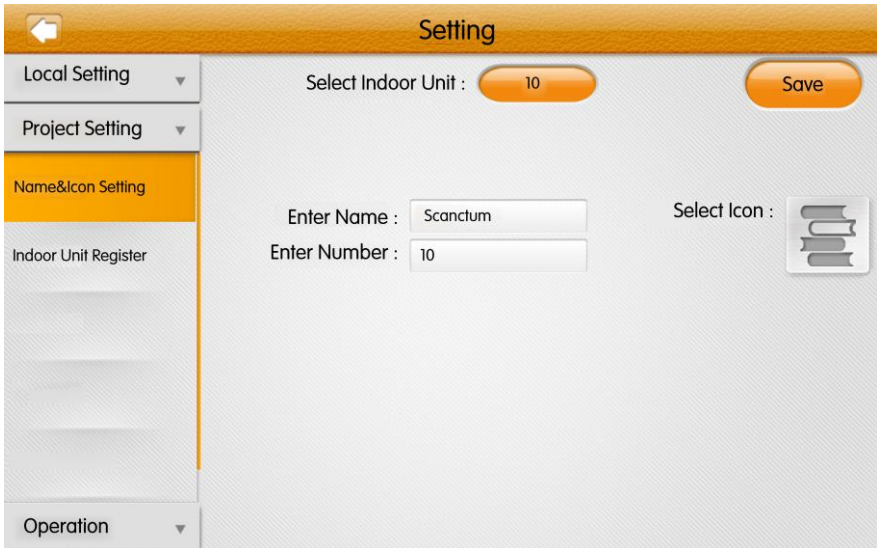 Setting
Local Setting
Select Indoor Unit : 10
Save
Project Setting
Name&Icon Setting
Enter Name : Scanctum
Select Icon :
Enter Number : 10
Indoor Unit Register
Operation